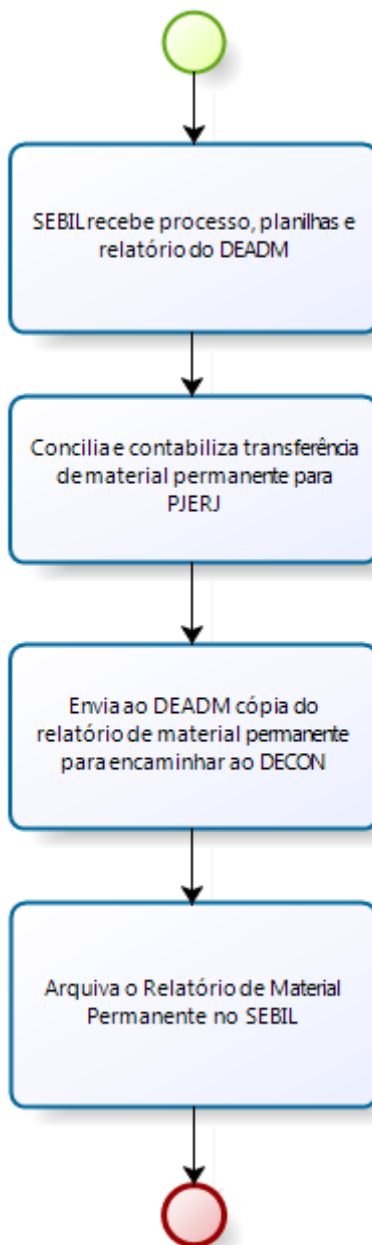 SEBIL recebe processo, planilhas e
relatório do DEADM
Concilia e contabiliza transferência
de material permanente para
PJERJ
Envia ao DEADM cópia do
relatório de material permanente
para encaminhar ao DECON
Arquiva o Relatório de Material
Permanente no SEBIL